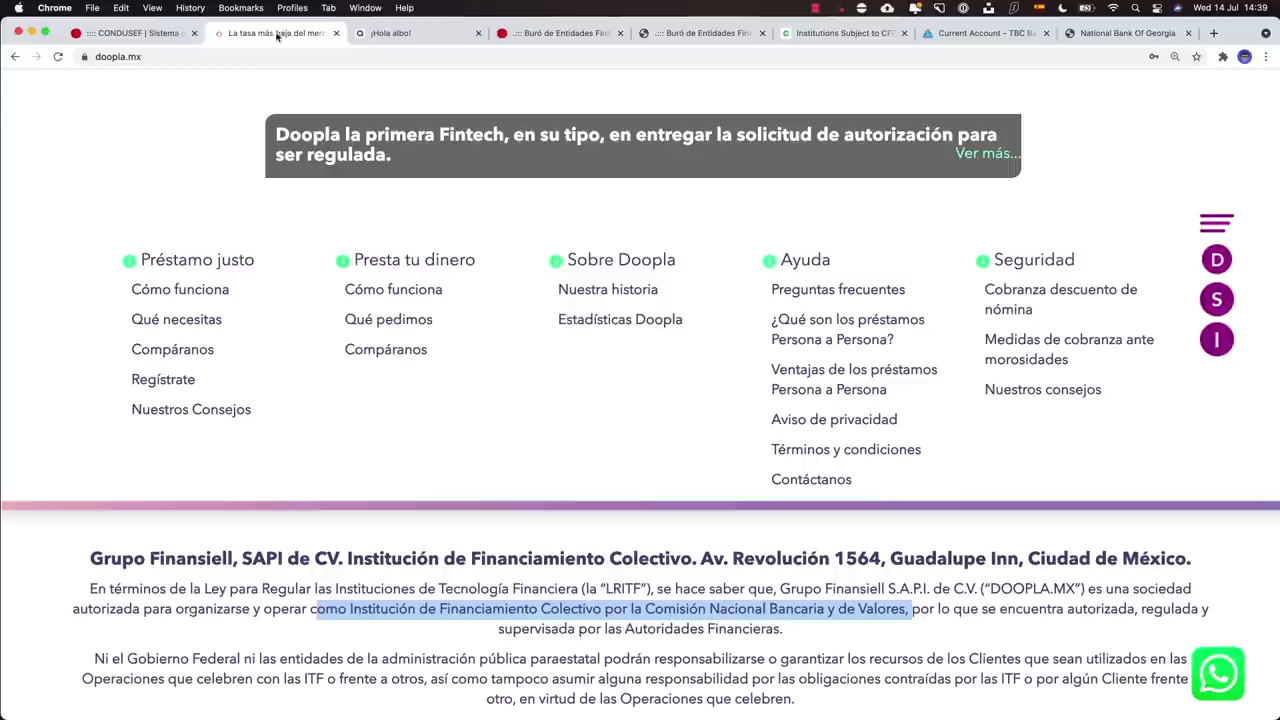 Chrome File Edit View History Bookmarks Profiles Tab Window Help
Wed 14 Jul 14:39
:::: CONDUSEF | Sistema
La tasa más baja del merc
¡Hola albo!
.::: Buró de Entidades Fin
.::: Buró de Entidades Fin
Institutions Subject to CFD
Current Account - TBC Ba
National Bank Of Georgia
doopla.mx
Doopla la primera Fintech, en su tipo, en entregar la solicitud de autorización para
ser regulada.
Ver más...
Préstamo justo
Cómo funciona
Qué necesitas
Compáranos
Regístrate
Nuestros Consejos
Presta tu dinero
Cómo funciona
Qué pedimos
Compáranos
Sobre Doopla
Nuestra historia
Estadísticas Doopla
Ayuda
Preguntas frecuentes
¿Qué son los préstamos
Persona a Persona?
Ventajas de los préstamos
Persona a Persona
Aviso de privacidad
Términos y condiciones
Contáctanos
Seguridad
Cobranza descuento de
nómina
Medidas de cobranza ante
morosidades
Nuestros consejos
D
S
I
Grupo Finansiell, SAPI de CV. Institución de Financiamiento Colectivo. Av. Revolución 1564, Guadalupe Inn, Ciudad de México.
En términos de la Ley para Regular las Instituciones de Tecnología Financiera (la “LRITF”), se hace saber que, Grupo Finansiell S.A.P.I. de C.V. (“DOOPLA.MX”) es una sociedad
autorizada para organizarse y operar como Institución de Financiamiento Colectivo por la Comisión Nacional Bancaria y de Valores, por lo que se encuentra autorizada, regulada y
supervisada por las Autoridades Financieras.
Ni el Gobierno Federal ni las entidades de la administración pública paraestatal podrán responsabilizarse o garantizar los recursos de los Clientes que sean utilizados en las
Operaciones que celebren con las ITF o frente a otros, así como tampoco asumir alguna responsabilidad por las obligaciones contraídas por las ITF o por algún Cliente frente a
otro, en virtud de las Operaciones que celebren.